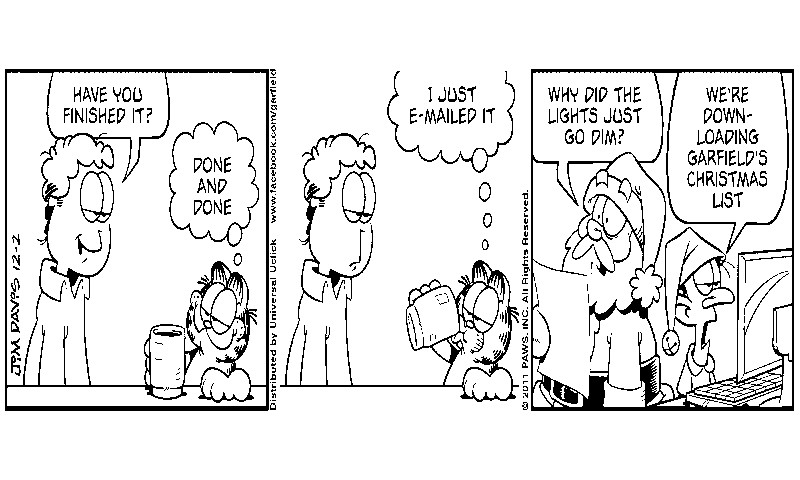 HAVE YOU
FINISHED IT?
DONE
AND
DONE
JIM DAVIS 12-2
Distributed by Universal Uclick www.facebook.com/garfield
I JUST
E-MAILED IT
© 2011 PAWS, INC. All Rights Reserved.
WHY DID THE
LIGHTS JUST
GO DIM?
WE'RE
DOWN-
LOADING
GARFIELD'S
CHRISTMAS
LIST